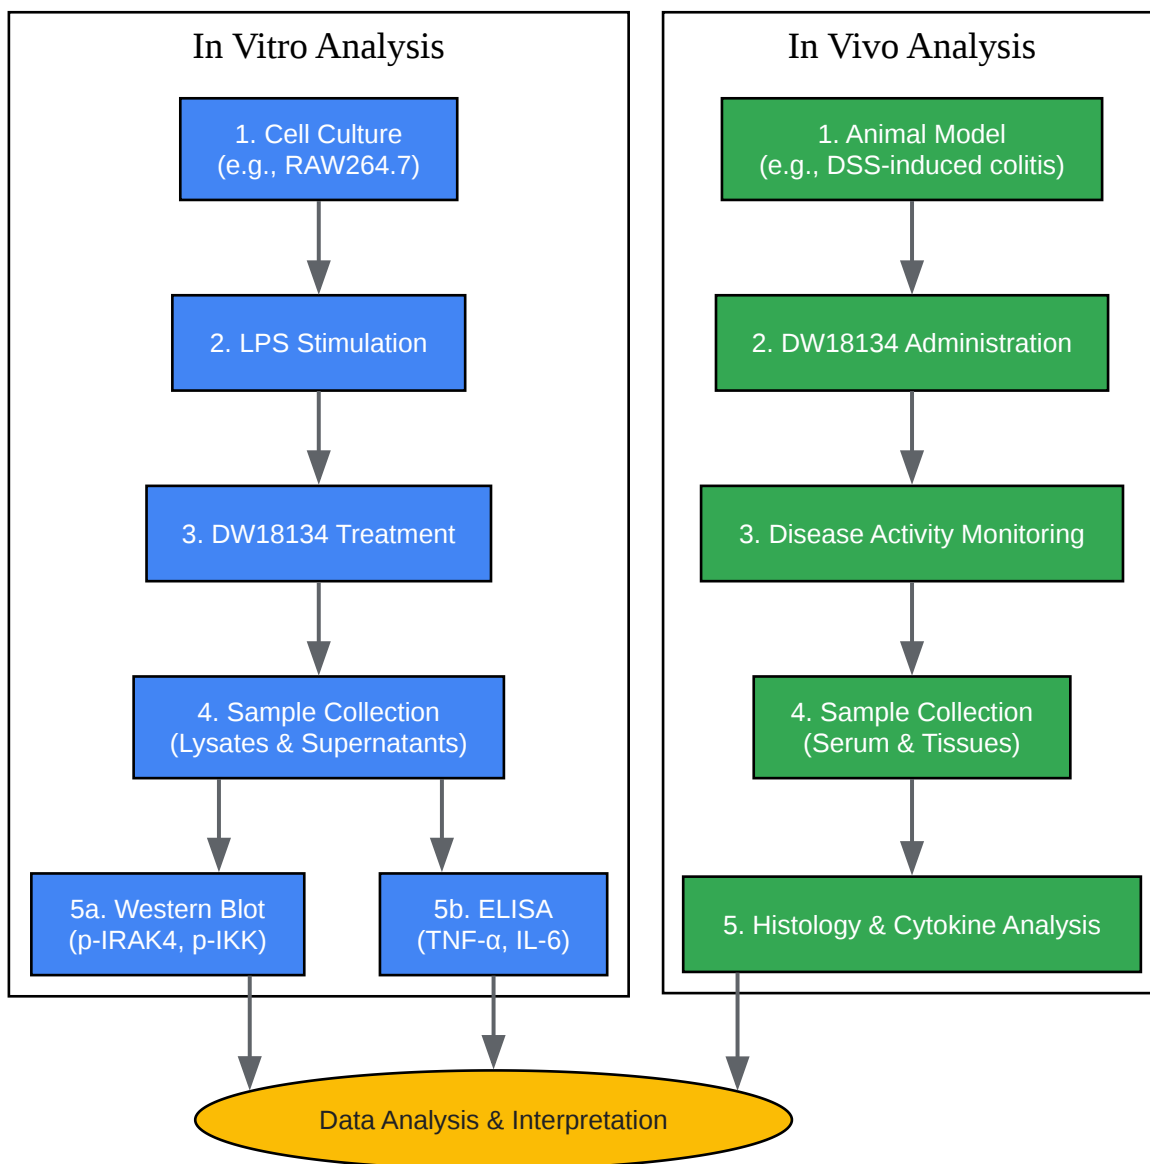 In Vitro Analysis
1. Cell Culture
(e.g., RAW264.7)
2. LPS Stimulation
3. DW18134 Treatment
4. Sample Collection
(Lysates & Supernatants)
5a. Western Blot
(p-IRAK4, p-IKK)
5b. ELISA
(TNF-α, IL-6)
In Vivo Analysis
1. Animal Model
(e.g., DSS-induced colitis)
2. DW18134 Administration
3. Disease Activity Monitoring
4. Sample Collection
(Serum & Tissues)
5. Histology & Cytokine Analysis
Data Analysis & Interpretation